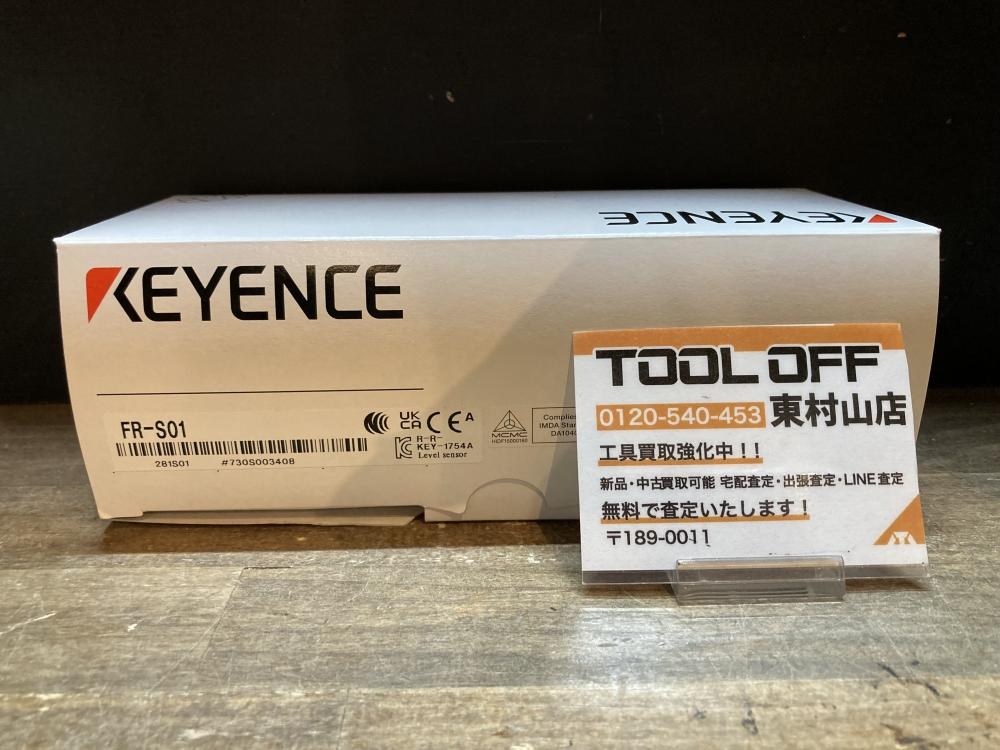 KEYENCE
KEYENCE
FR-S01
281S01 #730S003408
UK
CA
CE
A
R-R-
KEY-1754A
Level sensor
MCMC
Complies
IMDA Stan
TOOL OFF
0120-540-453 東村山店
工具買取強化中!!
新品・中古買取可能 宅配査定・出張査定・LINE査定
無料で査定いたします!
〒189-0011